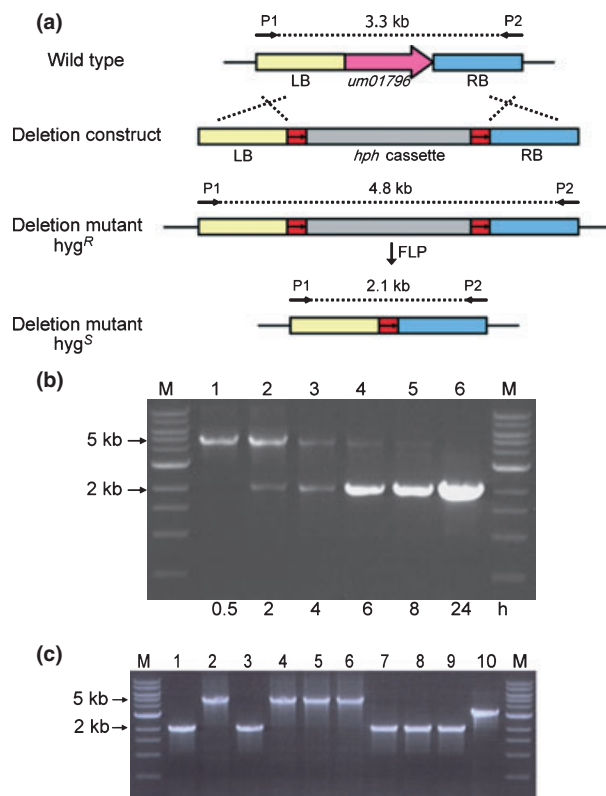 (a)
P1 3.3 kb P2
Wild type
LB um01796 RB
Deletion construct
LB hph cassette RB
P1 4.8 kb P2
Deletion mutant
hygR
FLP
P1 2.1 kb P2
Deletion mutant
hygS
(b)
M 1 2 3 4 5 6 M
5 kb
2 kb
0.5 2 4 6 8 24 h
(c)
M 1 2 3 4 5 6 7 8 9 10 M
5 kb
2 kb